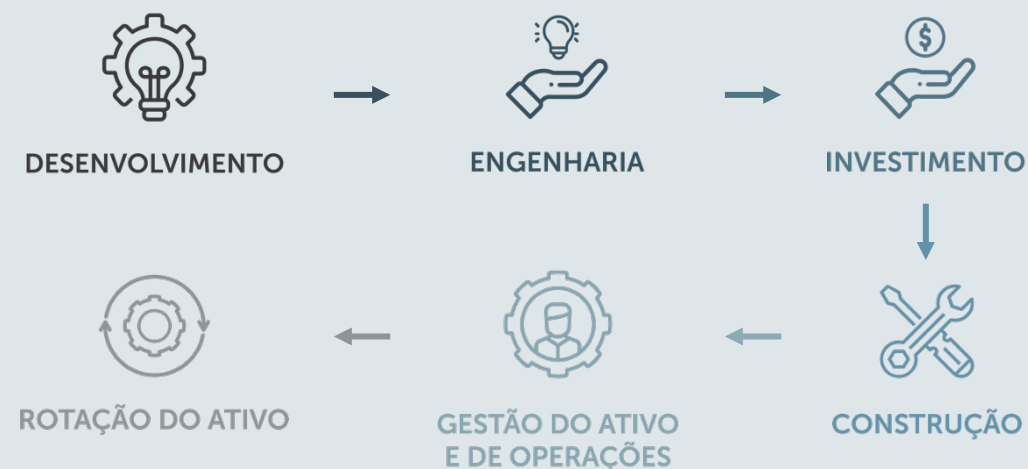 DESENVOLVIMENTO
ENGENHARIA
$
INVESTIMENTO
CONSTRUÇÃO
GESTÃO DO ATIVO
E DE OPERAÇÕES
ROTAÇÃO DO ATIVO